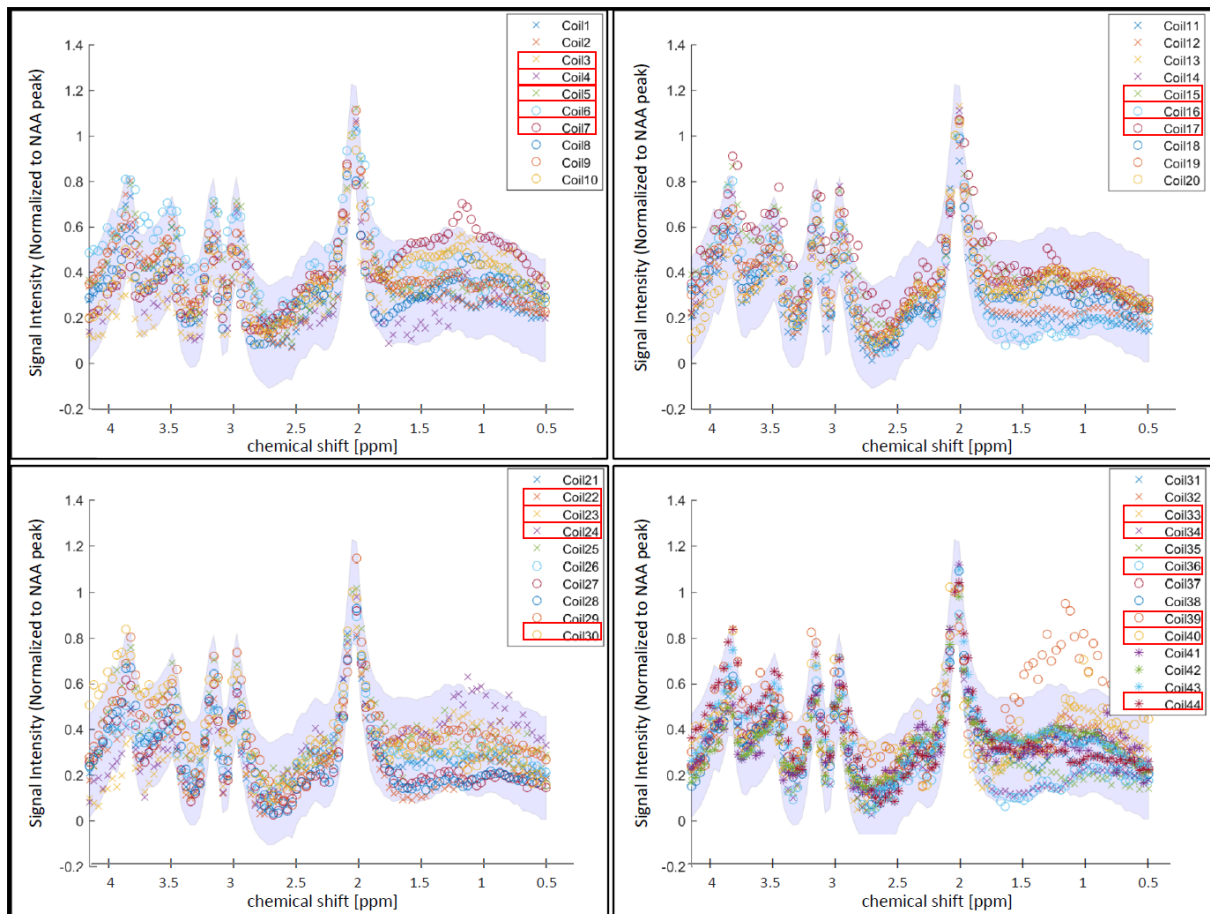 Signal Intensity (Normalized to NAA peak)
1.4
1.2
1
0.8
0.6
0.4
0.2
0
-0.2
4
3.5
3
2.5
2
1.5
1
0.5
chemical shift [ppm]
Coil1
Coil2
Coil3
Coil4
Coil5
Coil6
Coil7
Coil8
Coil9
Coil10
Signal Intensity (Normalized to NAA peak)
1.4
1.2
1
0.8
0.6
0.4
0.2
0
-0.2
4
3.5
3
2.5
2
1.5
1
0.5
chemical shift [ppm]
Coil11
Coil12
Coil13
Coil14
Coil15
Coil16
Coil17
Coil18
Coil19
Coil20
Signal Intensity (Normalized to NAA peak)
1.4
1.2
1
0.8
0.6
0.4
0.2
0
-0.2
4
3.5
3
2.5
2
1.5
1
0.5
chemical shift [ppm]
Coil21
Coil22
Coil23
Coil24
Coil25
Coil26
Coil27
Coil28
Coil29
Coil30
Signal Intensity (Normalized to NAA peak)
1.4
1.2
1
0.8
0.6
0.4
0.2
0
-0.2
4
3.5
3
2.5
2
1.5
1
0.5
chemical shift [ppm]
Coil31
Coil32
Coil33
Coil34
Coil35
Coil36
Coil37
Coil38
Coil39
Coil40
Coil41
Coil42
Coil43
Coil44